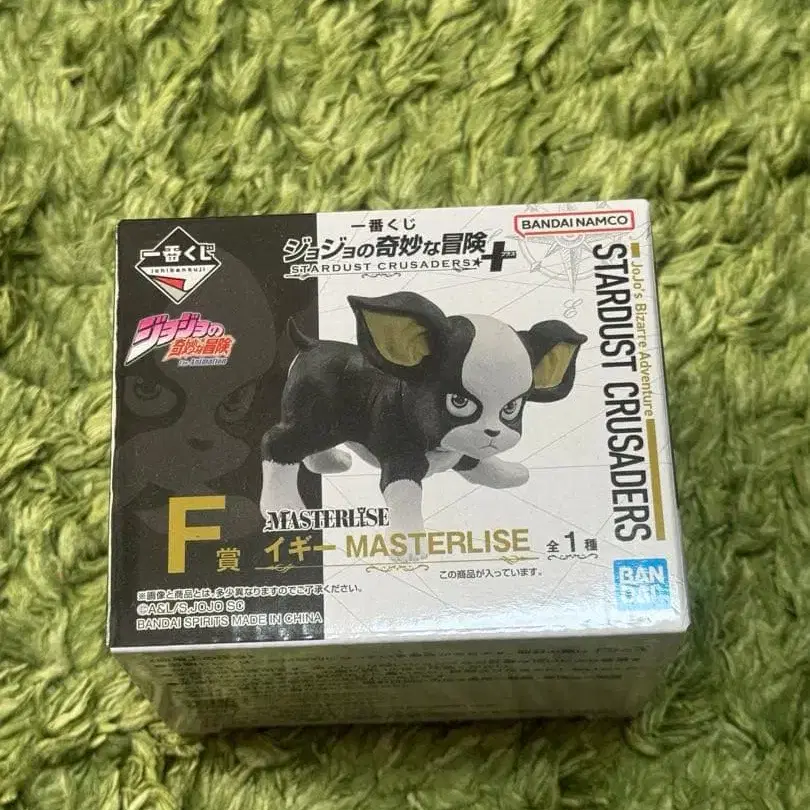 一番くじ
ichibankuji
ジョジョの
奇妙な冒険
the Animation
一番くじ
ジョジョの奇妙な冒険
STARDUST CRUSADERS+
プラス
BANDAI NAMCO
JoJo's Bizarre Adventure
STARDUST CRUSADERS
F賞
MASTERLISE
イギー MASTERLISE 全1種
この商品が入っています。
※画像と商品とは、多少異なりますのでご了承ください。
©A&L/S,JOJO SC
BANDAI SPIRITS MADE IN CHINA
BAN
DAI